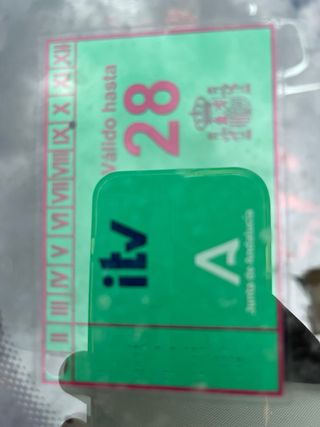 Válido hasta
28
II III IV V VI VII VIII IX X XI XII
itv
A
Junta de Andalucía